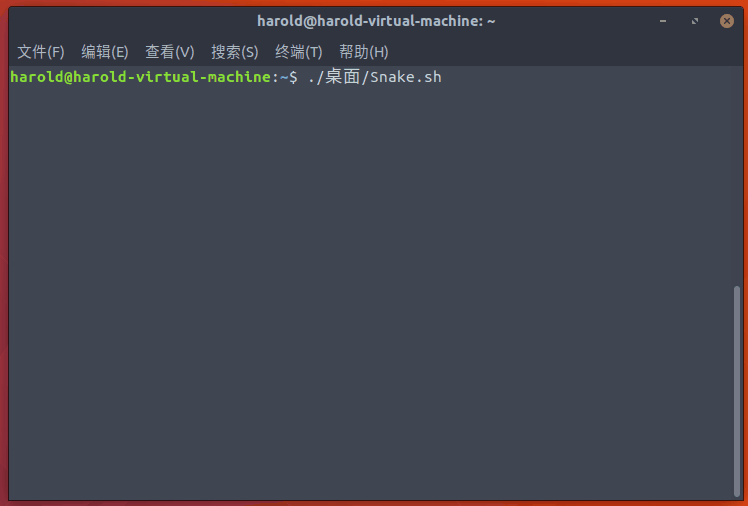 harold@harold-virtual-machine: ~
文件(F) 编辑(E) 查看(V) 搜索(S) 终端(T) 帮助(H)
harold@harold-virtual-machine:~$ ./桌面/Snake.sh